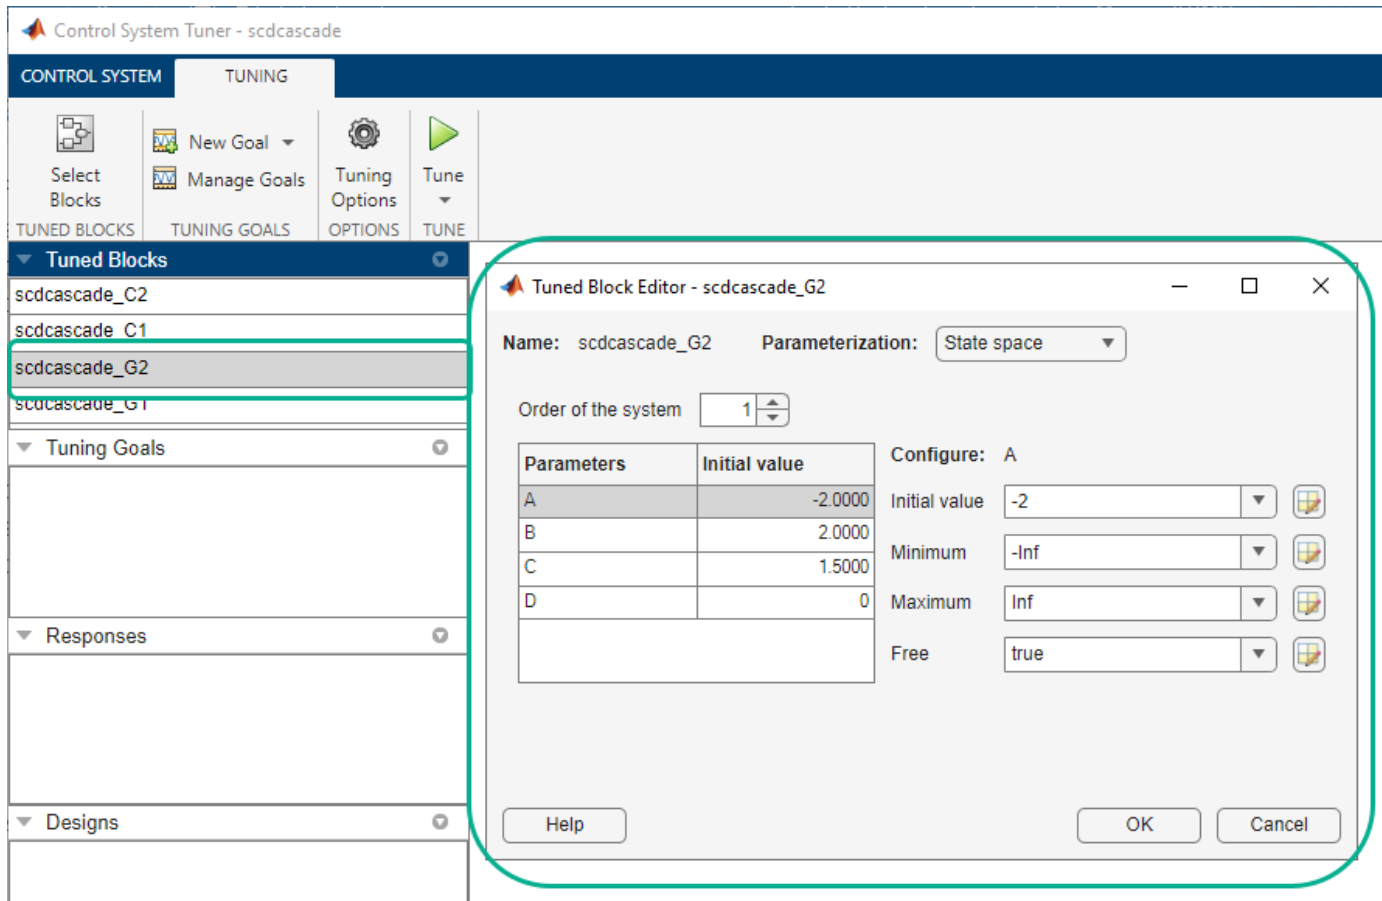 Control System Tuner - scdcascade
CONTROL SYSTEM TUNING
Select Blocks
New Goal
Manage Goals
Tuning Options
Tune
TUNED BLOCKS TUNING GOALS OPTIONS TUNE
Tuned Blocks
scdcascade_C2
scdcascade_C1
scdcascade_G2
scdcascade_G1
Tuning Goals
Responses
Designs
Tuned Block Editor - scdcascade_G2
Name: scdcascade_G2 Parameterization: State space
Order of the system 1
Parameters Initial value
A -2.0000
B 2.0000
C 1.5000
D 0
Configure: A
Initial value -2
Minimum -Inf
Maximum Inf
Free true
Help OK Cancel